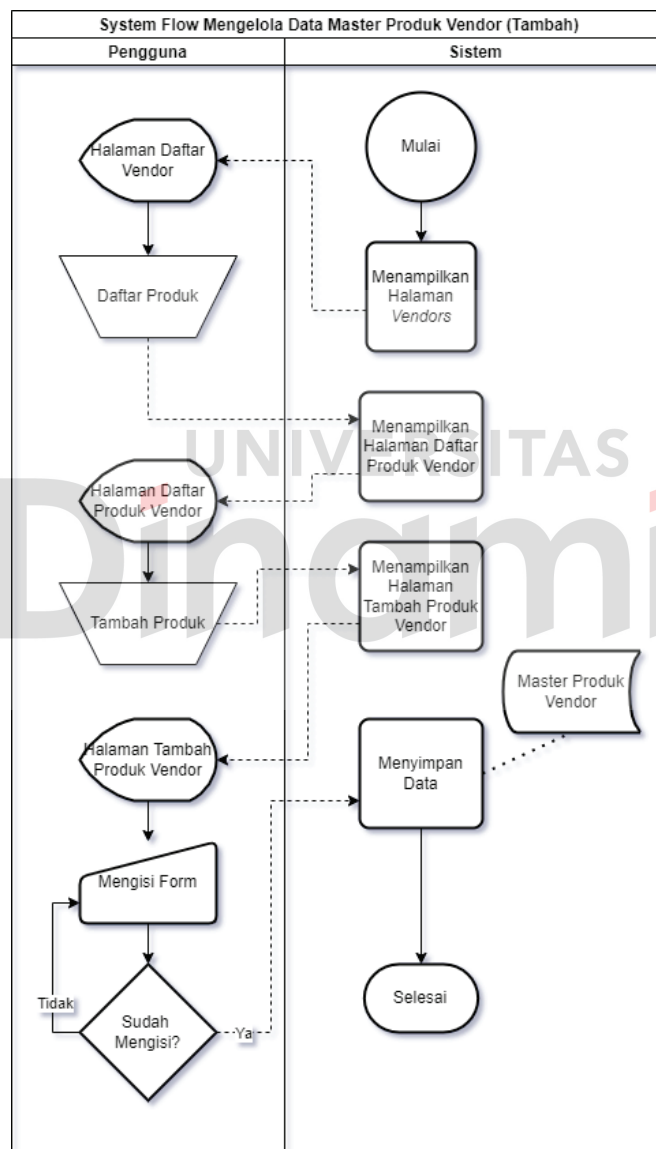 System Flow Mengelola Data Master Produk Vendor (Tambah)
Pengguna
Sistem
Halaman Daftar
Vendor
Mulai
Menampilkan
Halaman
Vendors
Daftar Produk
Menampilkan
Halaman Daftar
Produk Vendor
UNIVERSITAS
Dinami
Halaman Daftar
Produk Vendor
Menampilkan
Halaman
Tambah Produk
Vendor
Tambah Produk
Master Produk
Vendor
Halaman Tambah
Produk Vendor
Menyimpan
Data
Mengisi Form
Tidak
Sudah
Mengisi?
Ya
Selesai